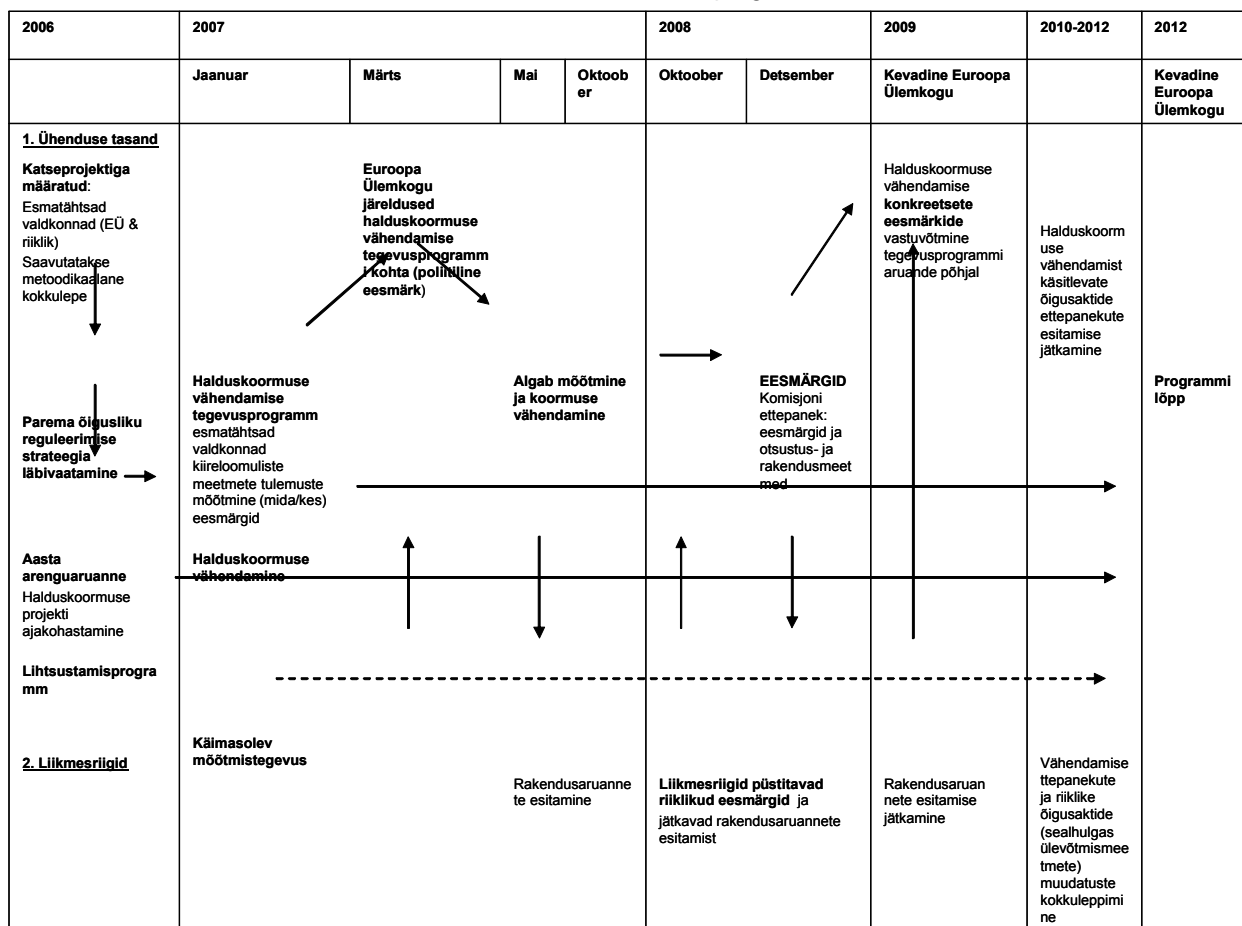 2006
2007
2008
2009
2010-2012
2012
Jaanuar
Märts
Mai
Oktoob
er
Oktoober
Detsember
Kevadine Euroopa
Ülemkogu
Kevadine
Euroopa
Ülemkogu
1. Ühenduse tasand
Katseprojektiga
määratud:
Esmatähtsad
valdkonnad (EÜ &
riiklik)
Saavutatakse
metoodikaalane
kokkulepe
Parema õigusliku
reguleerimise
strateegia
läbivaatamine
Aasta
arenguaruanne
Halduskoormuse
projekti
ajakohastamine
Lihtsustamisprogra
mm
Halduskoormuse
vähendamise
tegevusprogramm
esmatähtsad
valdkonnad
kiireloomuliste
meetmete tulemuste
mõõtmine (mida/kes)
eesmärgid
Halduskoormuse
vähendamine
Euroopa
Ülemkogu
järeldused
halduskoormuse
vähendamise
tegevusprogramm
i kohta (poliitiline
eesmärk)
Algab mõõtmine
ja koormuse
vähendamine
EESMÄRGID
Komisjoni
ettepanek:
eesmärgid ja
otsustus- ja
rakendusmeet
med
Halduskoormuse
vähendamise
konkreetsete
eesmärkide
vastuvõtmine
tegevusprogrammi
aruande põhjal
Halduskoorm
use
vähendamist
käsitlevate
õigusaktide
ettepanekute
esitamise
jätkamine
Programmi
lõpp
2. Liikmesriigid
Käimasolev
mõõtmistegevus
Rakendusaruanne
te esitamine
Liikmesriigid püstitavad
riiklikud eesmärgid ja
jätkavad rakendusaruannete
esitamist
Rakendusaruan
nete esitamise
jätkamine
Vähendamise
ttepanekute
ja riiklike
õigusaktide
(sealhulgas
ülevõtmismee
tmete)
muudatuste
kokkuleppimi
ne